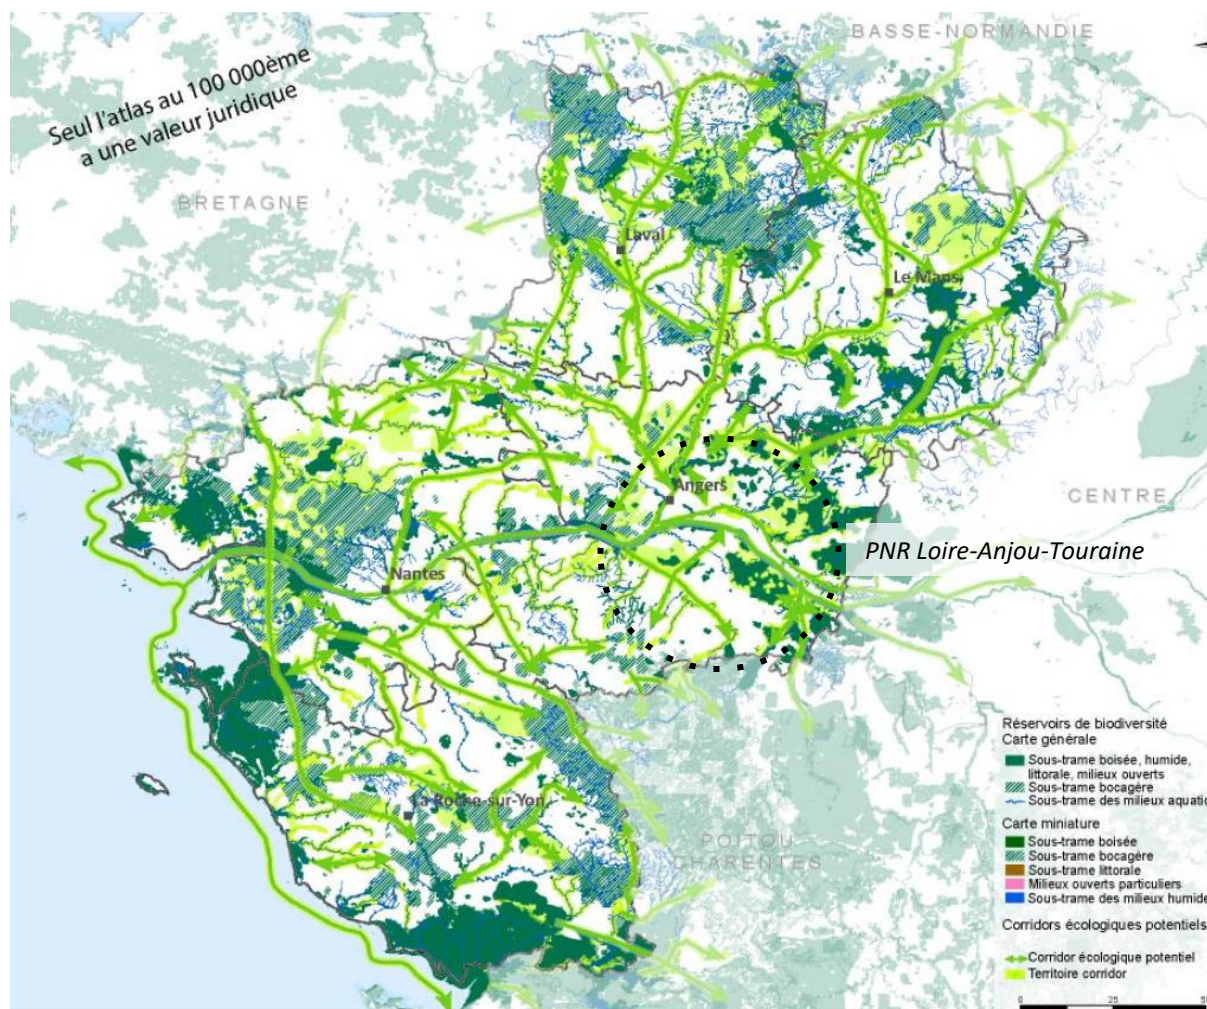 BASSE-NORMANDIE
Seul l'atlas au 100 000ème
a une valeur juridique
BRETAGNE
Laval
Le Mans
Angers
CENTRE
PNR Loire-Anjou-Touraine
Nantes
La Roche-sur-Yon
POITOU
CHARENTES
Réservoirs de biodiversité
Carte générale
Sous-trame boisée, humide,
littorale, milieux ouverts
Sous-trame bocagère
Sous-trame des milieux aquatic
Carte miniature
Sous-trame boisée
Sous-trame bocagère
Sous-trame littorale
Milieux ouverts particuliers
Sous-trame des milieux humide
Corridors écologiques potentiels
Corridor écologique potentiel
Territoire corridor
0 25 50